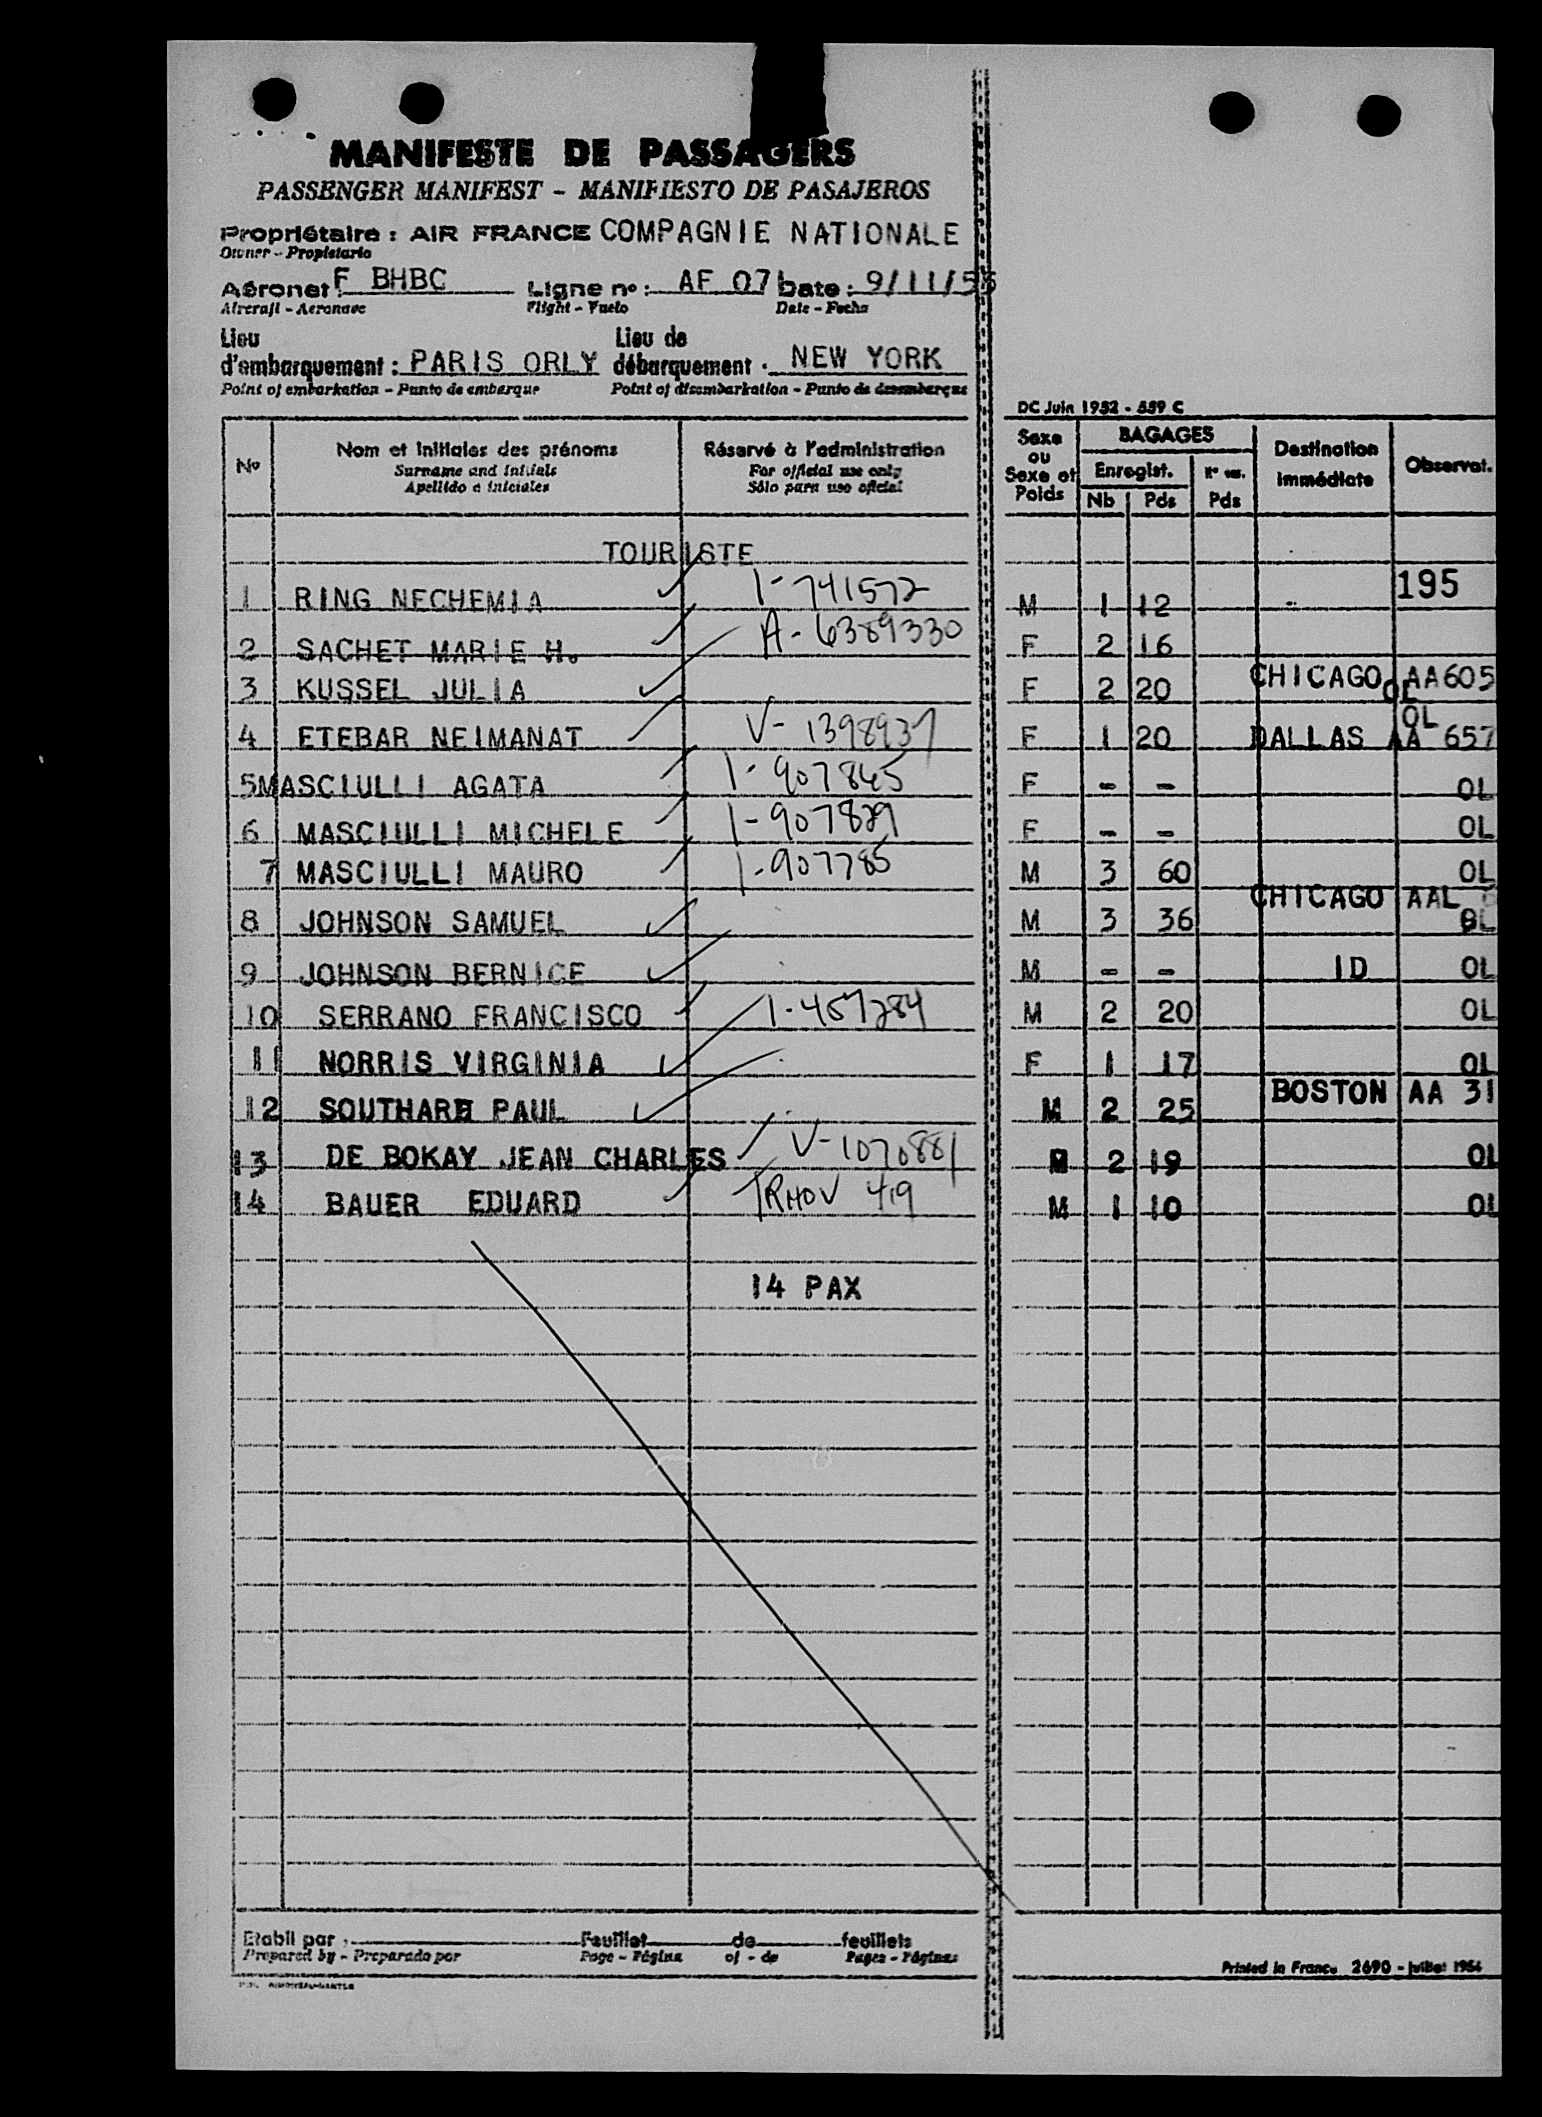 MANIFESTE DE PASSAGERS
PASSENGER MANIFEST - MANIFIESTO DE PASAJEROS
Propriétaire : AIR FRANCE COMPAGNIE NATIONALE
Owner - Propietario
Aéronef : F BHBC Ligne nº : AF 07 Date : 9/11/55
Aircraft - Aeronave Flight - Vuelo Date - Fecha
Lieu Lieu de
d'embarquement : PARIS ORLY débarquement : NEW YORK
Point of embarkation - Punto de embarque Point of disembarkation - Punto de desembarque
DC Juin 1952 - 559 C
Nº Nom et initiales des prénoms Réservé à l'administration Sexe ou Sexe et Poids BAGAGES Destination immédiate Observat.
Surname and initials For official use only Enregist.
Apellido e iniciales Sólo para uso oficial Nb Pds Pds
TOURISTE
1 RING NECHEMIA 1-741572 M 1 12 195
2 SACHET MARIE H. A-6389330 F 2 16
3 KUSSEL JULIA F 2 20 CHICAGO AA605 OL
4 ETEBAR NEIMANAT V-1398937 F 1 20 DALLAS AA 657 OL
5 MASCIULLI AGATA 1-907845 F - - OL
6 MASCIULLI MICHELE 1-907829 F - - OL
7 MASCIULLI MAURO 1-907785 M 3 60 OL
8 JOHNSON SAMUEL M 3 36 CHICAGO AAL
9 JOHNSON BERNICE M - - ID OL
10 SERRANO FRANCISCO 1-457284 M 2 20 OL
11 NORRIS VIRGINIA F 1 17 OL
12 SOUTHARD PAUL M 2 25 BOSTON AA 31
13 DE BOKAY JEAN CHARLES V-1070881 M 2 19 OL
14 BAUER EDUARD TRHOV 419 M 1 10 OL
14 PAX
Etabli par : Feuillet de feuillets
Prepared by - Preparado por Page - Página of - de Pages - Páginas
Printed in France 2690 - Juillet 1954